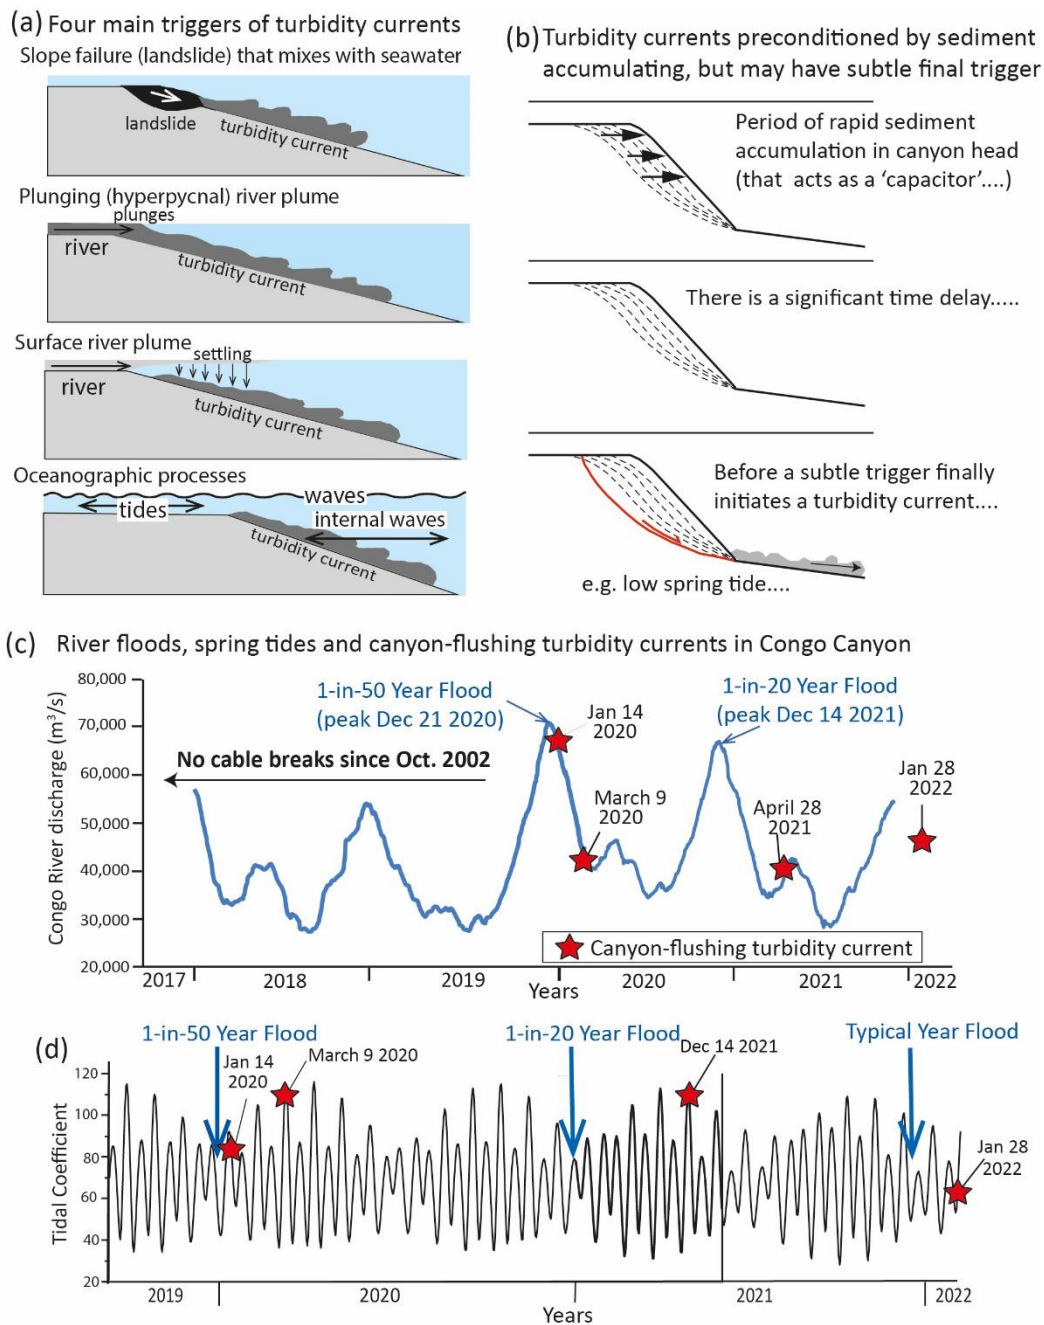 (a) Four main triggers of turbidity currents
Slope failure (landslide) that mixes with seawater
landslide
turbidity current
Plunging (hyperpycnal) river plume
plunges
river
turbidity current
Surface river plume
settling
river
turbidity current
Oceanographic processes
waves
tides
internal waves
turbidity current
(b) Turbidity currents preconditioned by sediment
accumulating, but may have subtle final trigger
Period of rapid sediment
accumulation in canyon head
(that acts as a 'capacitor'....)
There is a significant time delay.....
Before a subtle trigger finally
initiates a turbidity current....
e.g. low spring tide....
(c) River floods, spring tides and canyon-flushing turbidity currents in Congo Canyon
Congo River discharge (m³/s)
80,000
70,000
60,000
50,000
40,000
30,000
20,000
1-in-50 Year Flood
(peak Dec 21 2020)
Jan 14
2020
1-in-20 Year Flood
(peak Dec 14 2021)
No cable breaks since Oct. 2002
March 9
2020
April 28
2021
Jan 28
2022
Canyon-flushing turbidity current
2017
2018
2019
2020
2021
2022
Years
(d)
1-in-50 Year Flood
1-in-20 Year Flood
Typical Year Flood
Jan 14
2020
March 9 2020
Dec 14 2021
Jan 28
2022
Tidal Coefficient
120
100
80
60
40
20
2019
2020
2021
2022
Years